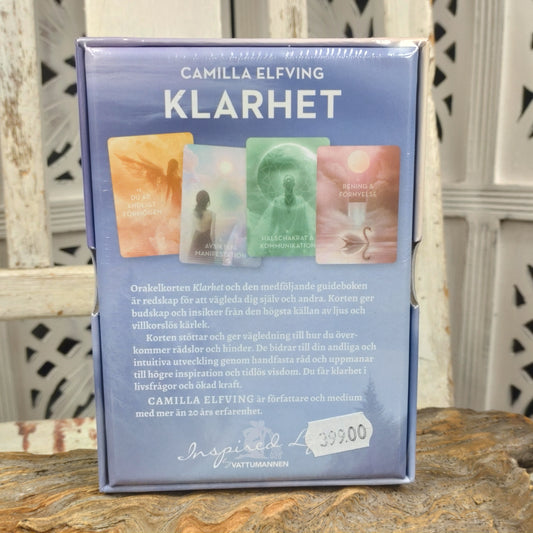 CAMILLA ELFVING
KLARHET
DU ÄR
ANDLIGT
FÖRMÖGEN
MANIFESTATION
HALSCHAKRAT &
KOMMUNIKATION
RENING &
FÖRNYELSE
Orakelkorten Klarhet och den medföljande guideboken
är redskap för att vägleda dig själv och andra. Korten ger
budskap och insikter från den högsta källan av ljus och
villkorslös kärlek.
Korten stöttar och ger vägledning till hur du över-
kommer rädslor och hinder. De bidrar till din andliga och
intuitiva utveckling genom handfasta råd och uppmanar
till högre inspiration och tidlös visdom. Du får klarhet i
livsfrågor och ökad kraft.
CAMILLA ELFVING är författare och medium
med mer än 20 års erfarenhet.
Inspired
399.00
VATTUMANNEN